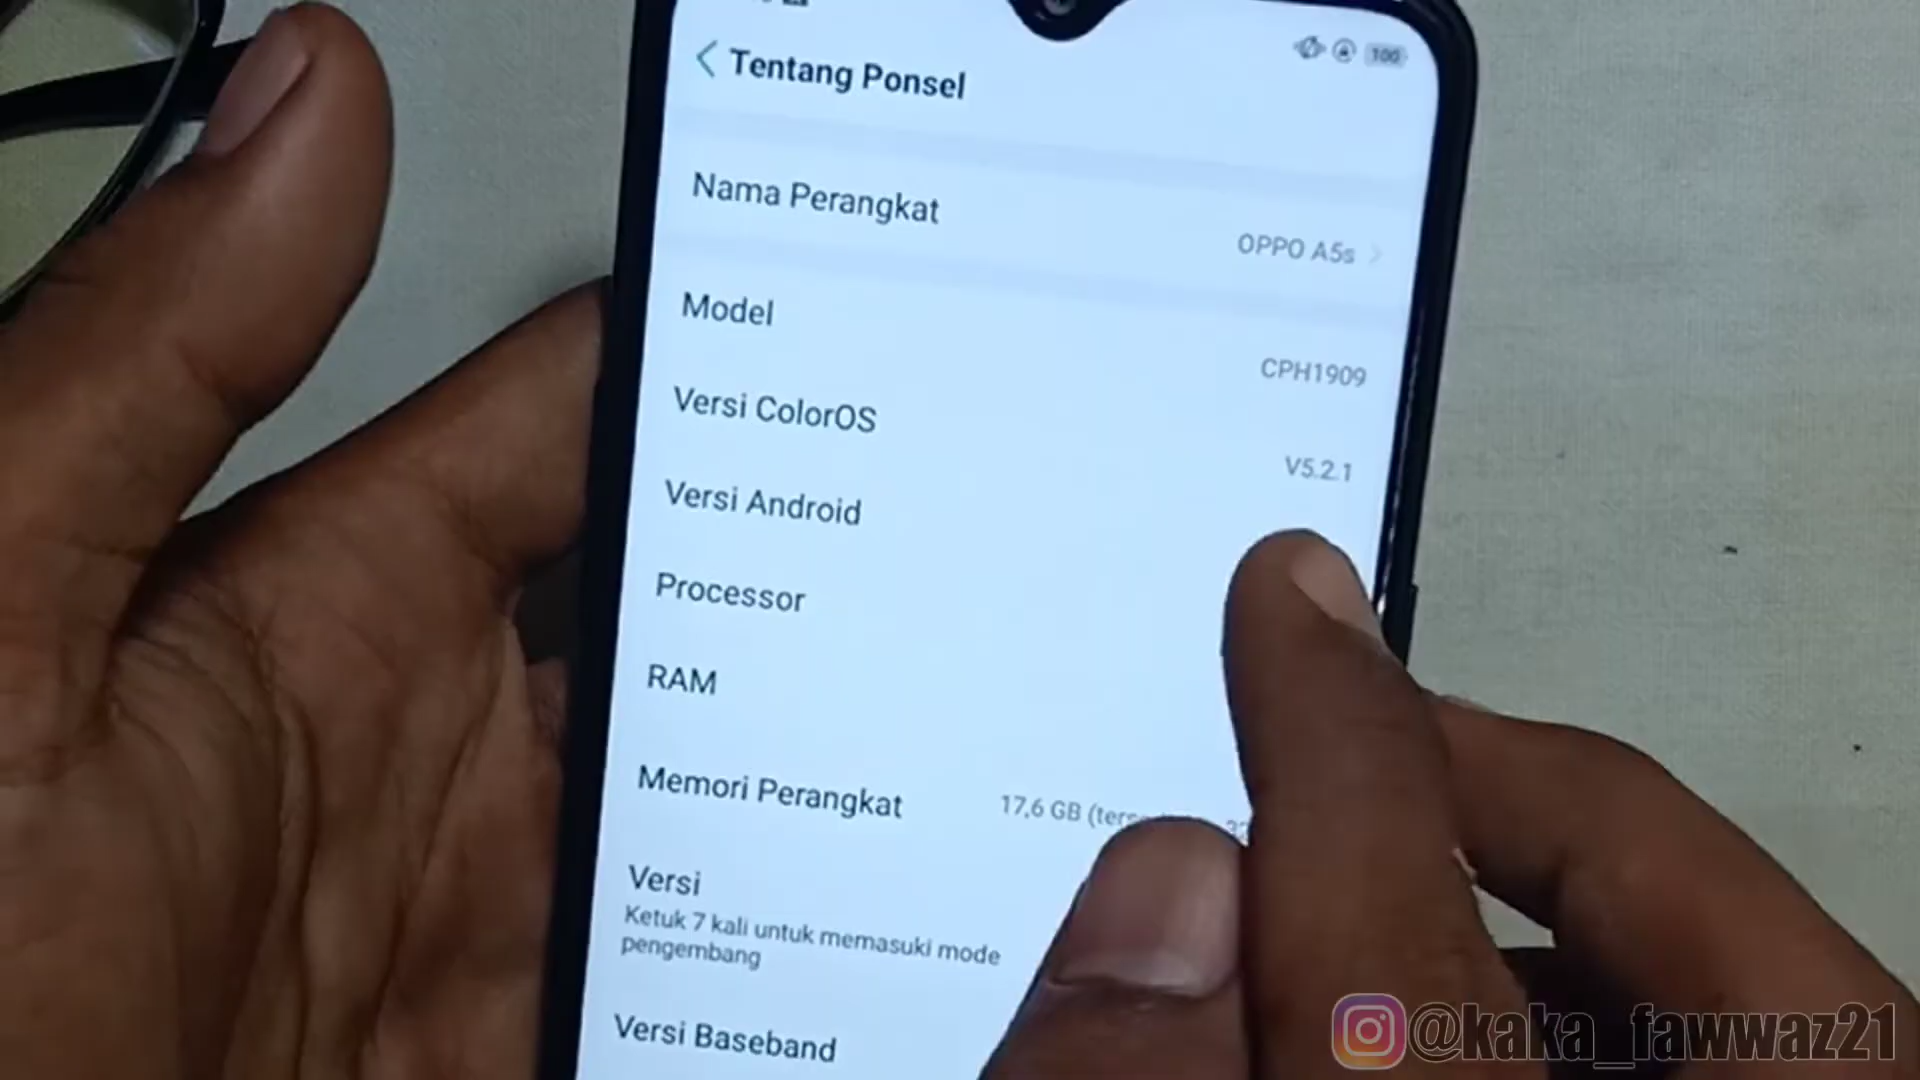 Tentang Ponsel
100
Nama Perangkat
OPPO A5s
Model
CPH1909
Versi ColorOS
V5.2.1
Versi Android
Processor
RAM
Memori Perangkat
17,6 GB
Versi
Ketuk 7 kali untuk memasuki mode
pengembang
Versi Baseband
@kaka_fawwaz21